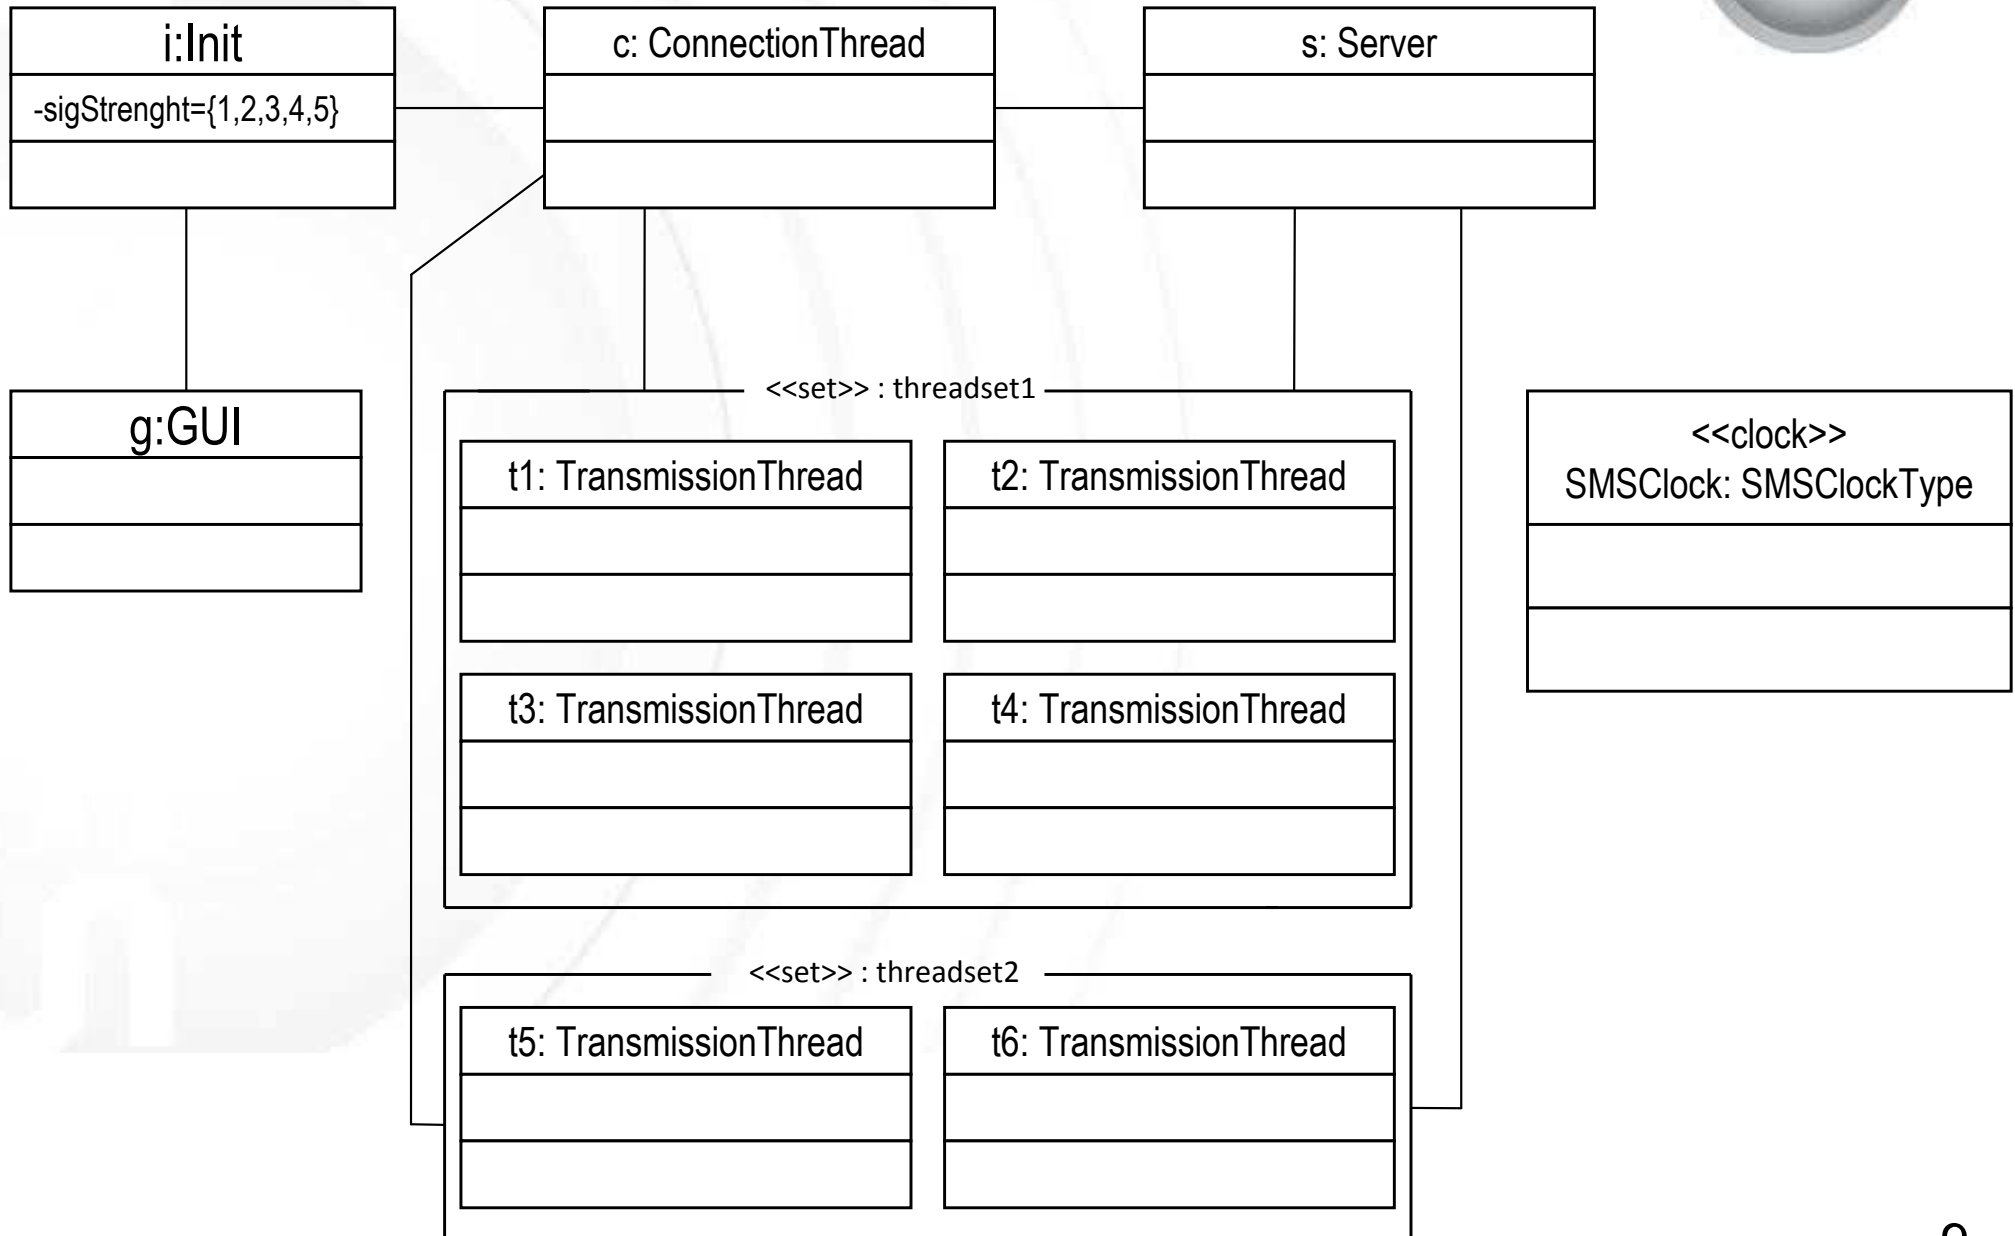 i:Init
-sigStrenght={1,2,3,4,5}
c: ConnectionThread
s: Server
g:GUI
<<set>> : threadset1
t1: TransmissionThread
t2: TransmissionThread
t3: TransmissionThread
t4: TransmissionThread
<<clock>>
SMSClock: SMSClockType
<<set>> : threadset2
t5: TransmissionThread
t6: TransmissionThread